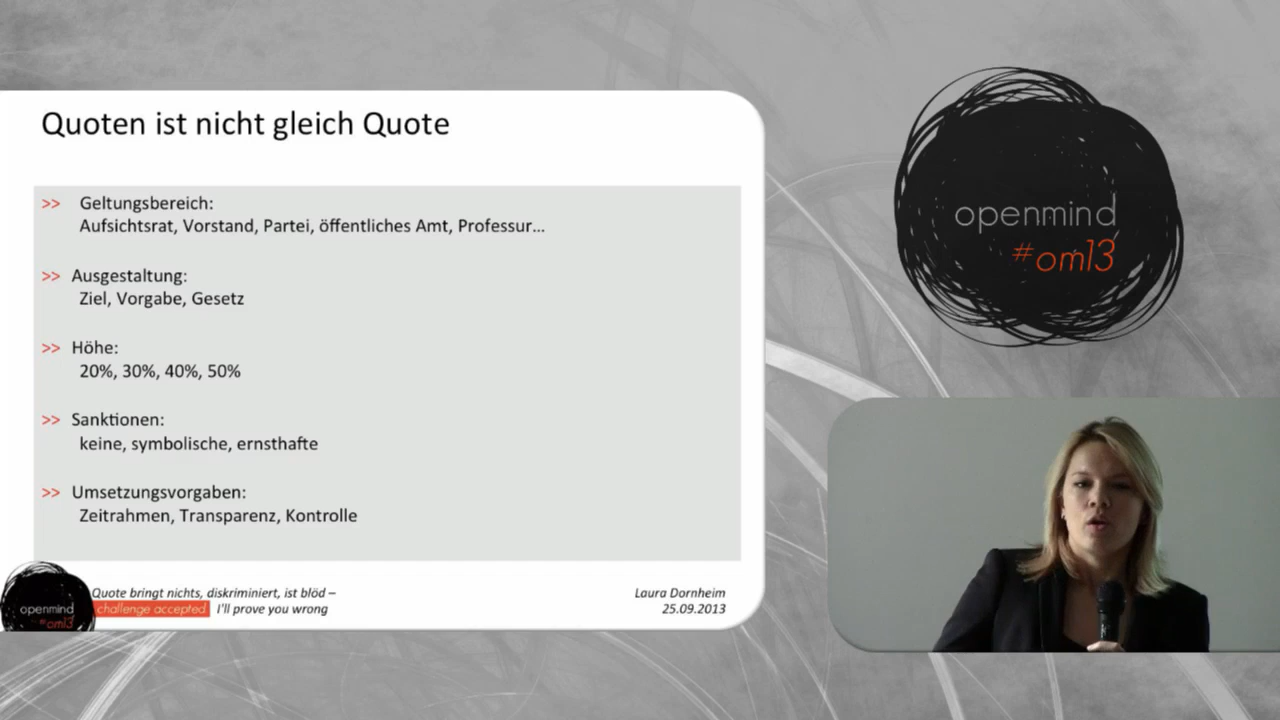 Quoten ist nicht gleich Quote
>> Geltungsbereich:
Aufsichtsrat, Vorstand, Partei, öffentliches Amt, Professur...
>> Ausgestaltung:
Ziel, Vorgabe, Gesetz
>> Höhe:
20%, 30%, 40%, 50%
>> Sanktionen:
keine, symbolische, ernsthafte
>> Umsetzungsvorgaben:
Zeitrahmen, Transparenz, Kontrolle
Quote bringt nichts, diskriminiert, ist blöd –
challenge accepted I'll prove you wrong
Laura Dornheim
25.09.2013
openmind
#om13
openmind
#om13